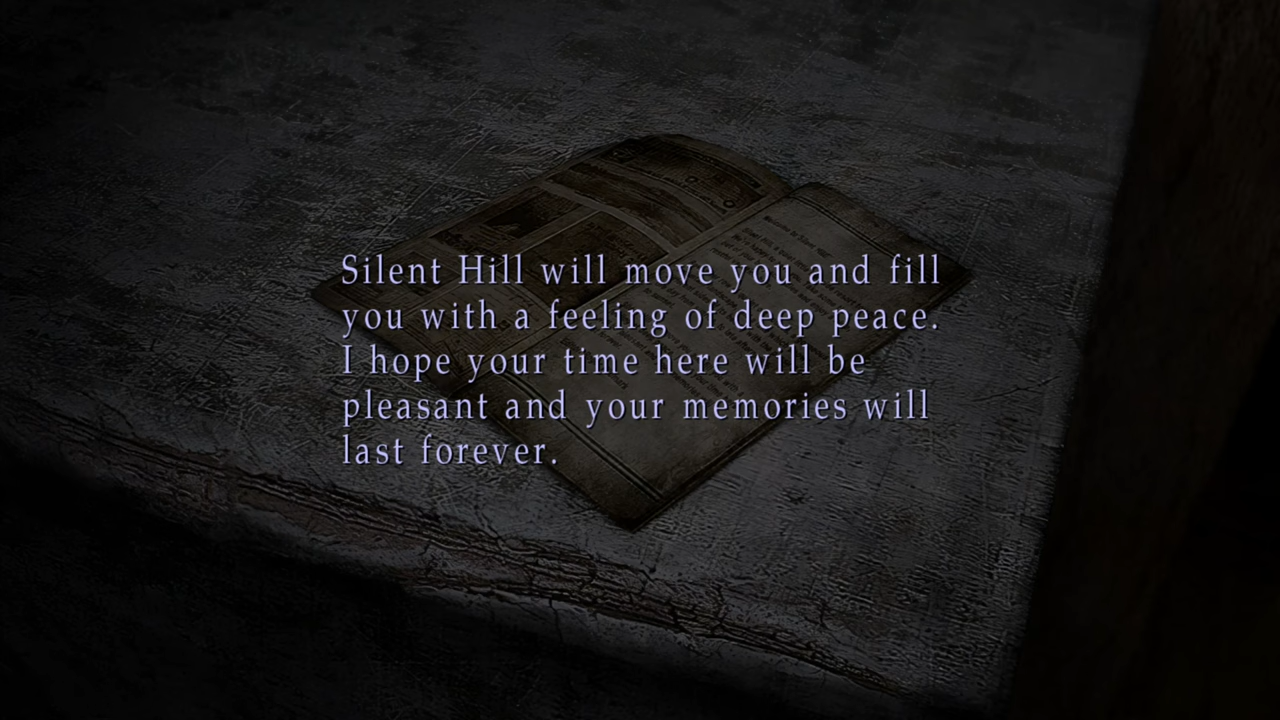 Silent Hill will move you and fill
you with a feeling of deep peace.
I hope your time here will be
pleasant and your memories will
last forever.